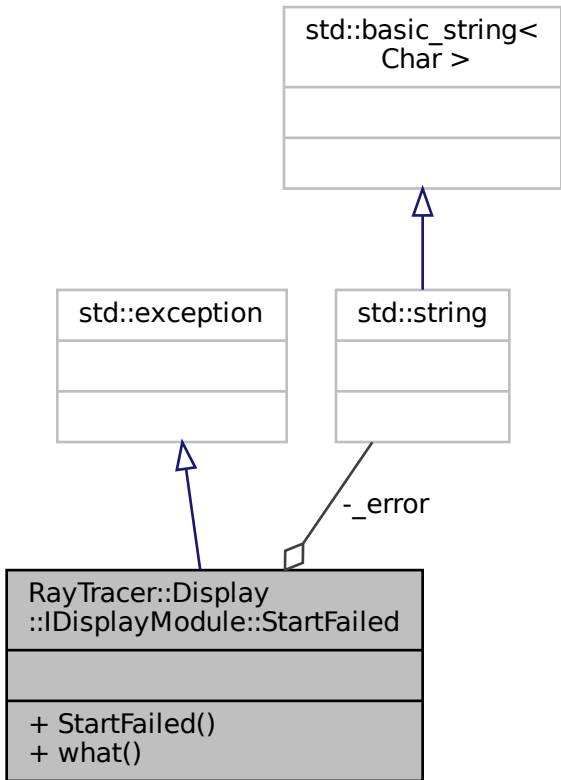 std::basic_string<
Char >
std::exception
std::string
-_error
RayTracer::Display
::IDisplayModule::StartFailed
+ StartFailed()
+ what()